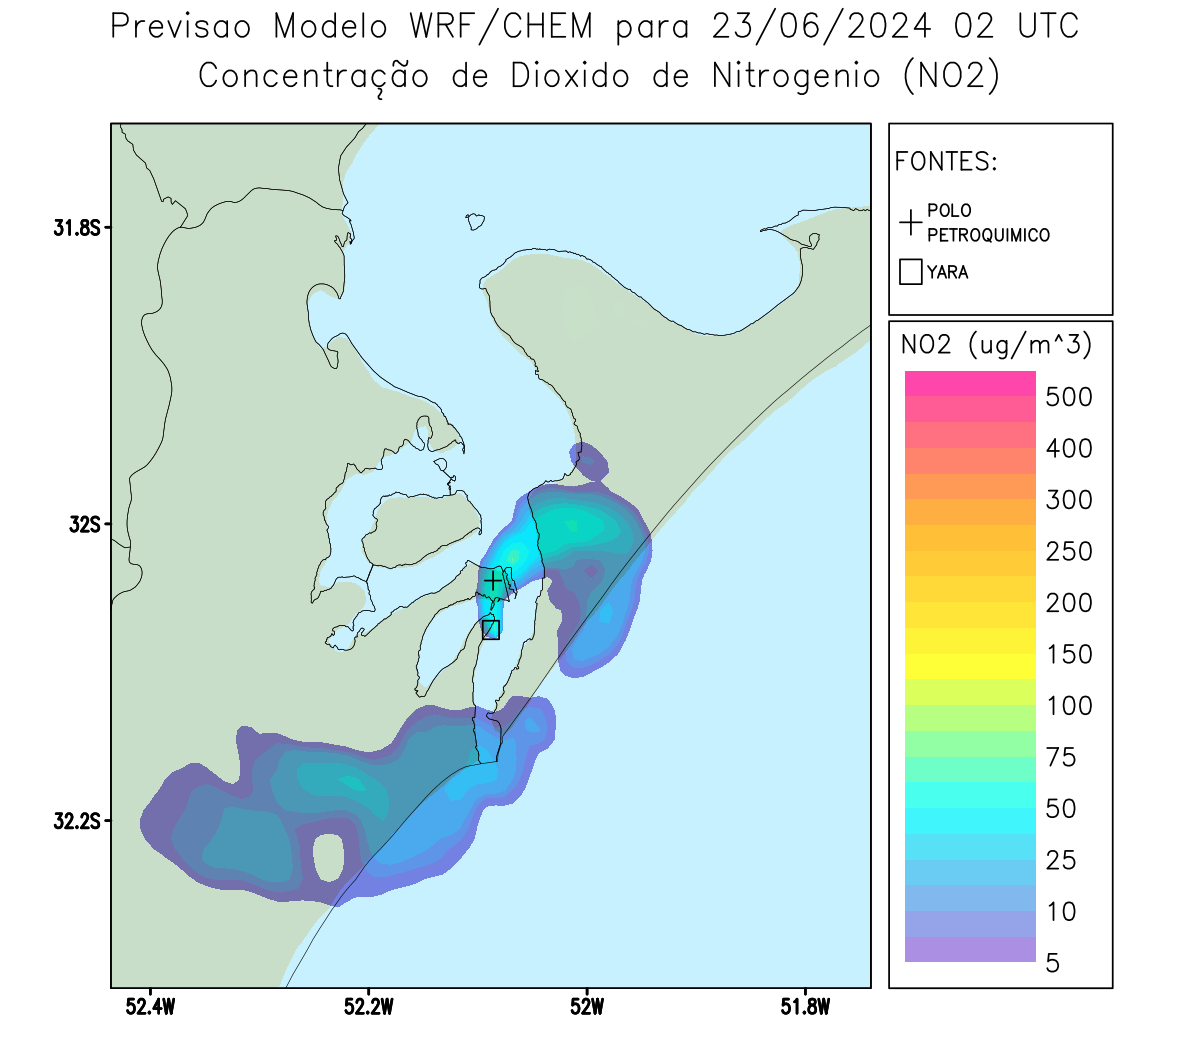 Previsao Modelo WRF/CHEM para 23/06/2024 02 UTC
Concentração de Dioxido de Nitrogenio (NO2)
FONTES:
POLO
PETROQUIMICO
YARA
NO2 (ug/m^3)
500
400
300
250
200
150
100
75
50
25
10
5
31.8S
32S
32.2S
52.4W
52.2W
52W
51.8W